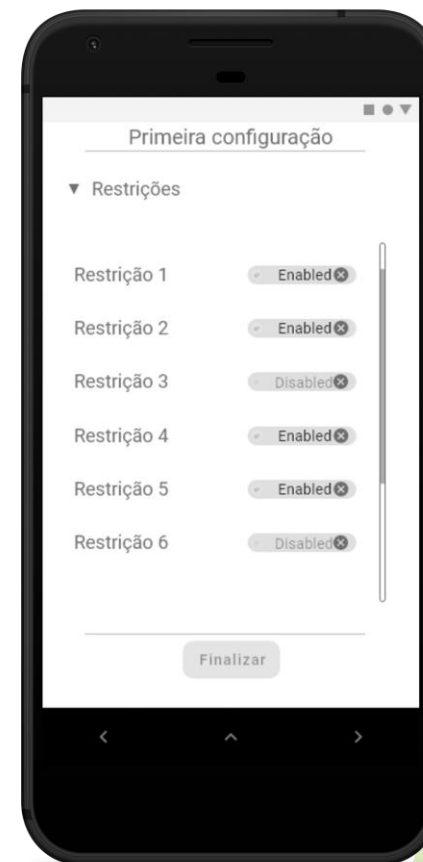 Primeira configuração
▼ Restrições
Restrição 1 Enabled
Restrição 2 Enabled
Restrição 3 Disabled
Restrição 4 Enabled
Restrição 5 Enabled
Restrição 6 Disabled
Finalizar